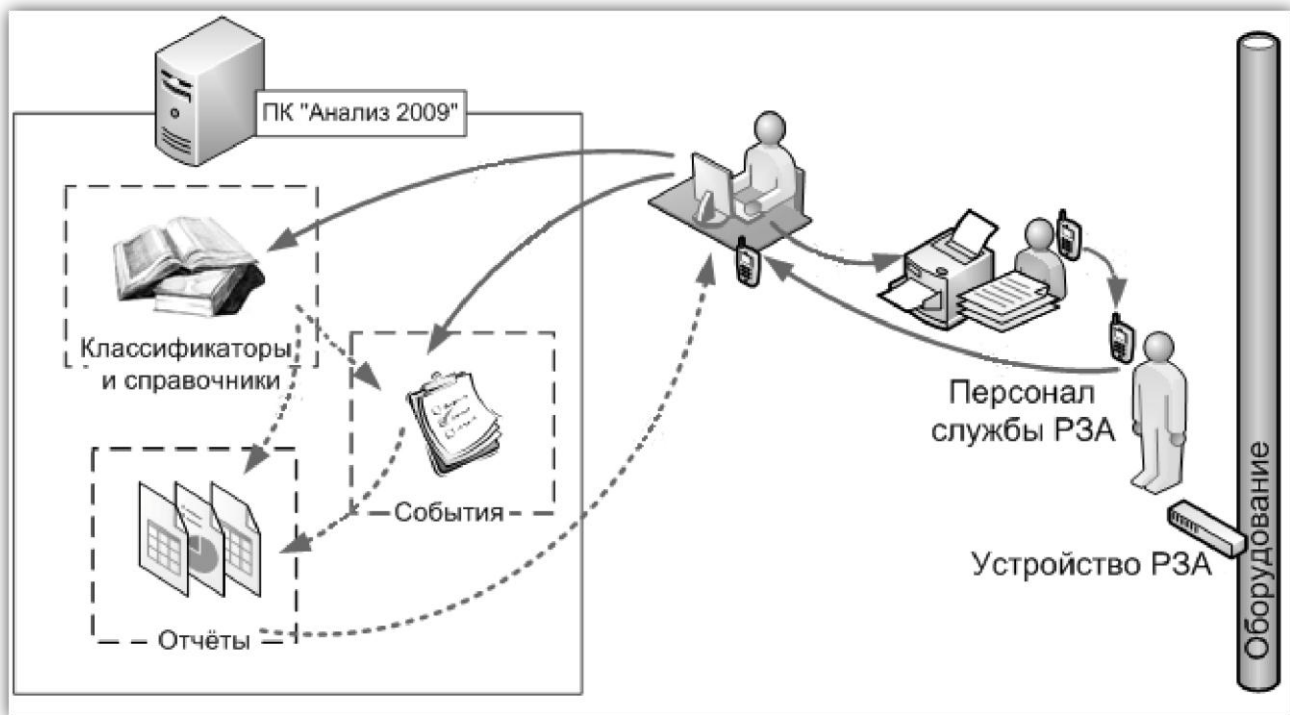 ПК "Анализ 2009"
Классификаторы
и справочники
События
Отчёты
Персонал
службы РЗА
Устройство РЗА
Оборудование